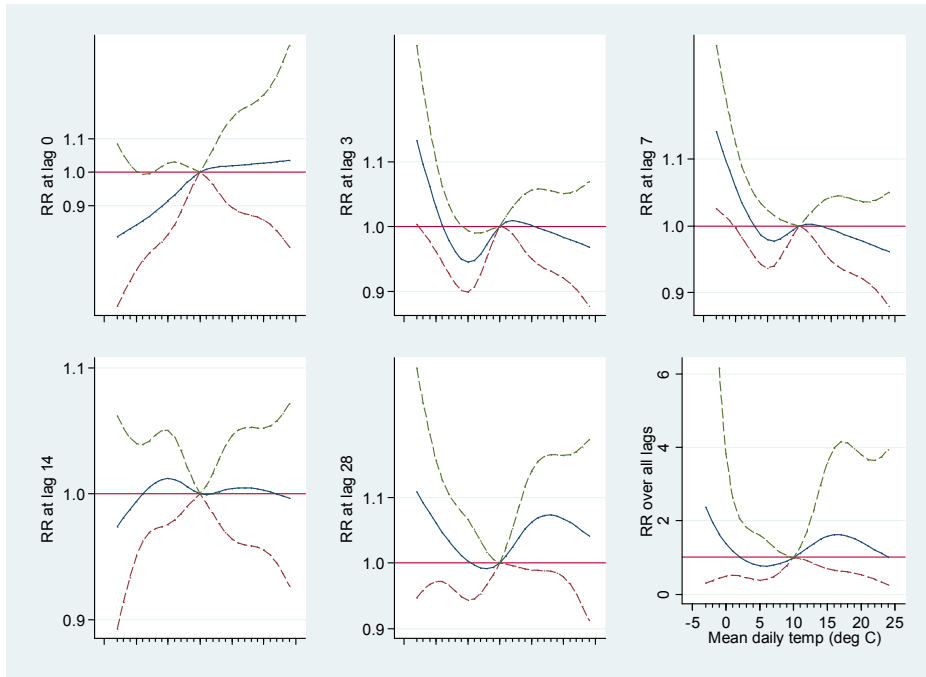 RR at lag 0
1.1
1.0
0.9
RR at lag 3
1.1
1.0
0.9
RR at lag 7
1.1
1.0
0.9
RR at lag 14
1.1
1.0
0.9
RR at lag 28
1.1
1.0
0.9
RR over all lags
6
4
2
1
0
-5 0 5 10 15 20 25
Mean daily temp (deg C)